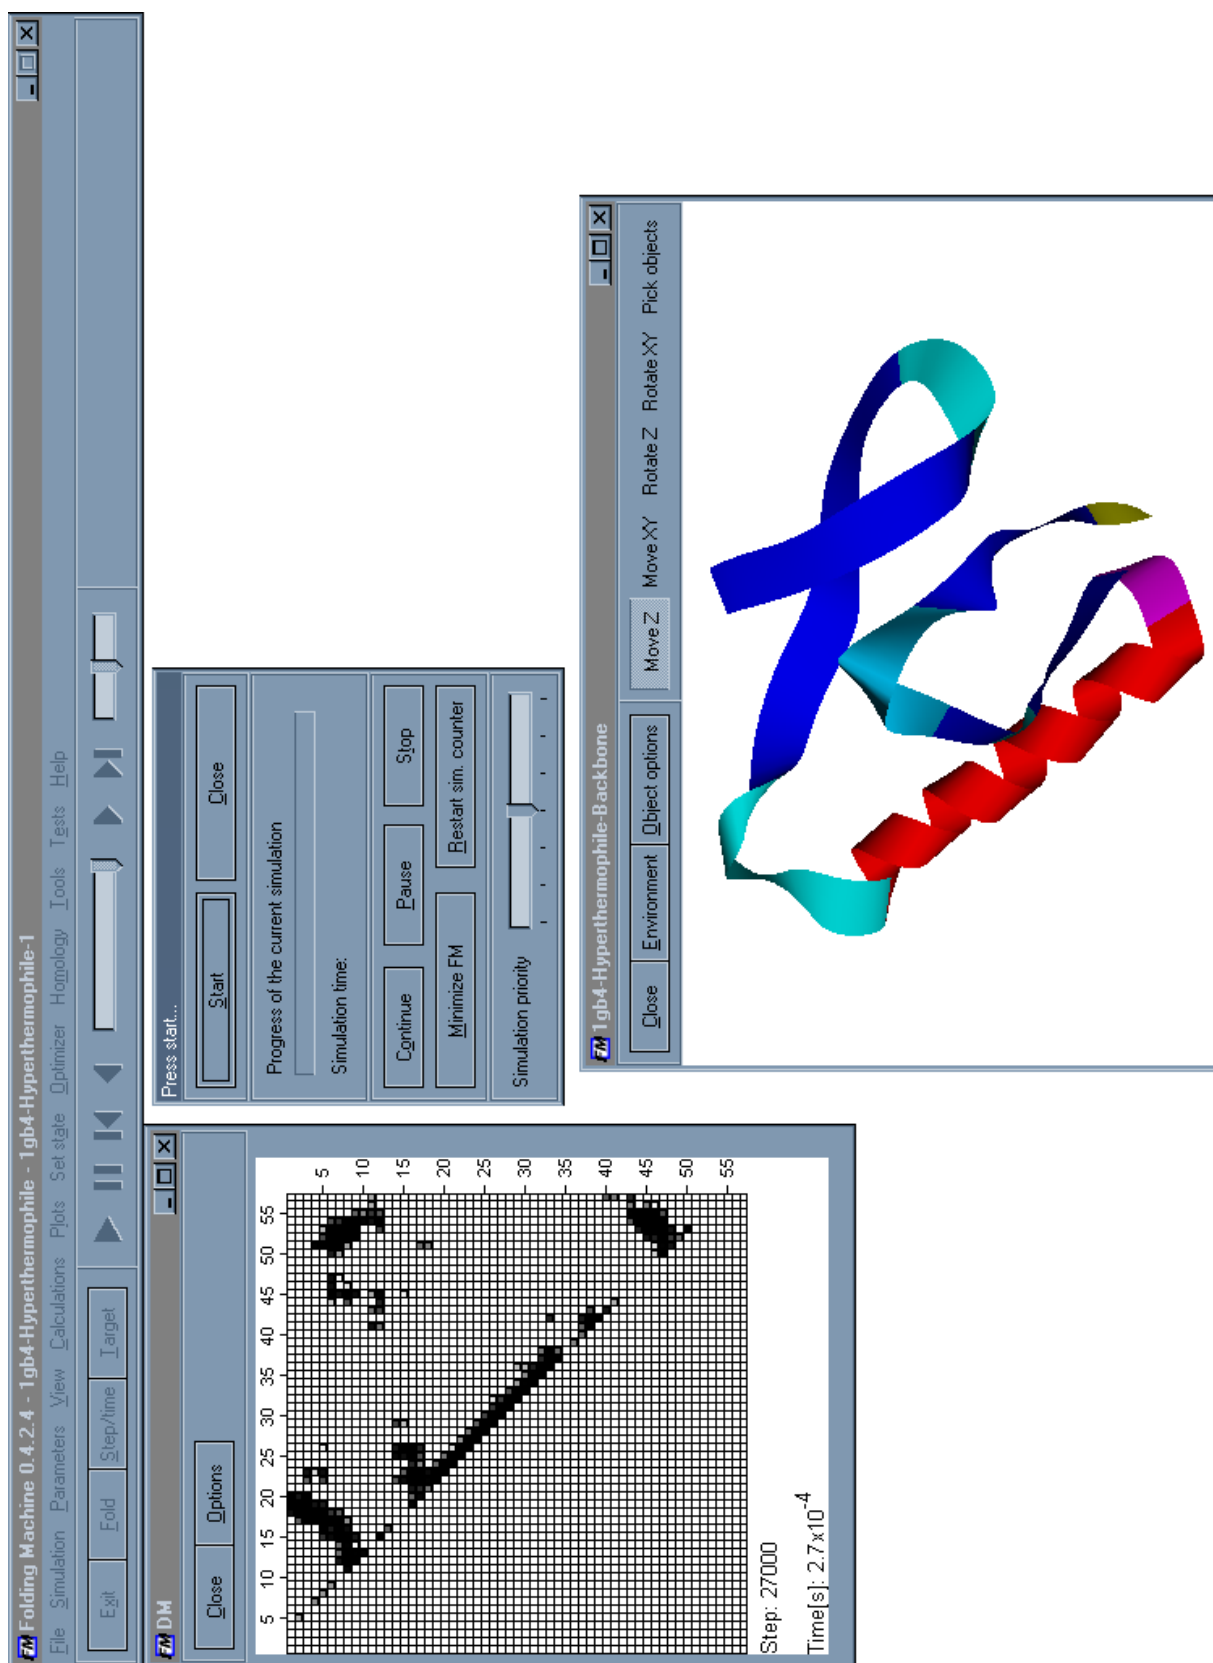 FM Folding Machine 0.4.2.4 - 1gb4-Hyperthermophile - 1gb4-Hyperthermophile-1
File Simulation Parameters View Calculations Plots Set state Optimizer Homology Tools Tests Help
Exit Fold Step/time Target
FM DM
Close Options
5 10 15 20 25 30 35 40 45 50 55
5
10
15
20
25
30
35
40
45
50
55
Step: 27000
Time[s]: 2.7x10-4
Press start...
Start Close
Progress of the current simulation
Simulation time:
Continue Pause Stop
Minimize FM Restart sim. counter
Simulation priority
FM 1gb4-Hyperthermophile-Backbone
Close Environment Object options Move Z Move XY Rotate Z Rotate XY Pick objects